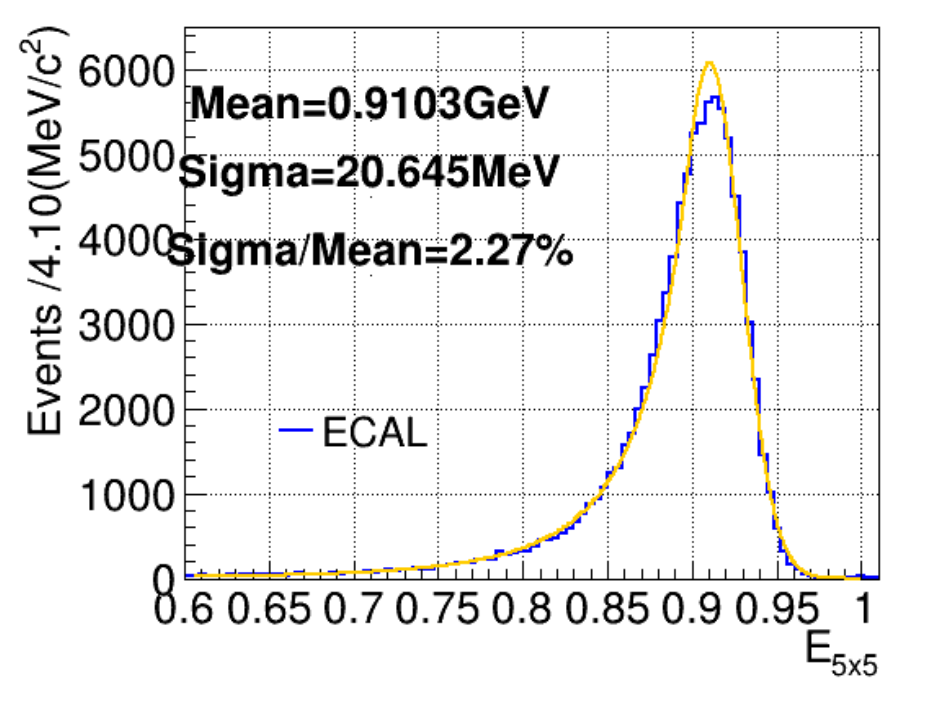 Events /4.10(MeV/c²)
6000
Mean=0.9103GeV
5000
Sigma=20.645MeV
4000
Sigma/Mean=2.27%
3000
2000
ECAL
1000
0
0.6 0.65 0.7 0.75 0.8 0.85 0.9 0.95 1
E₅ₓ₅